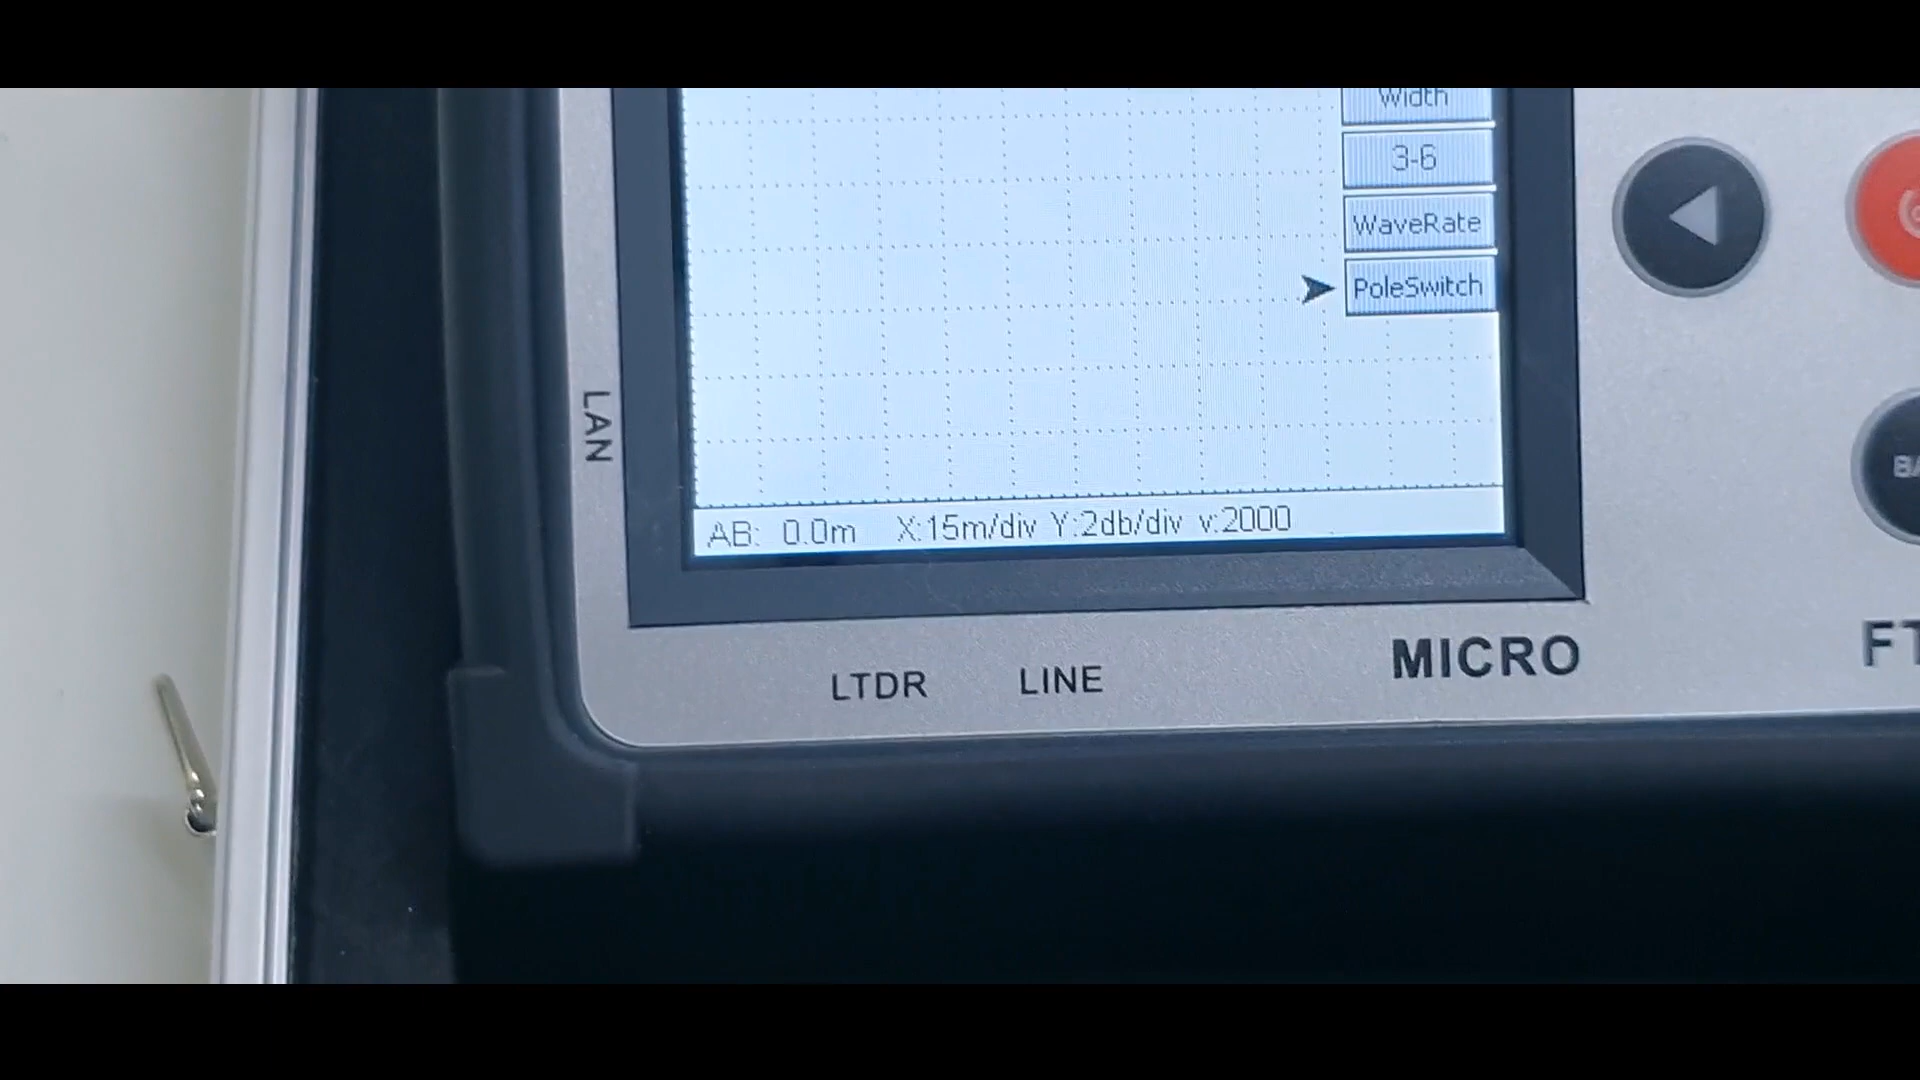 Width
3-6
WaveRate
PoleSwitch
LAN
AB: 0.0m X:15m/div Y:2db/div v:2000
LTDR LINE
MICRO